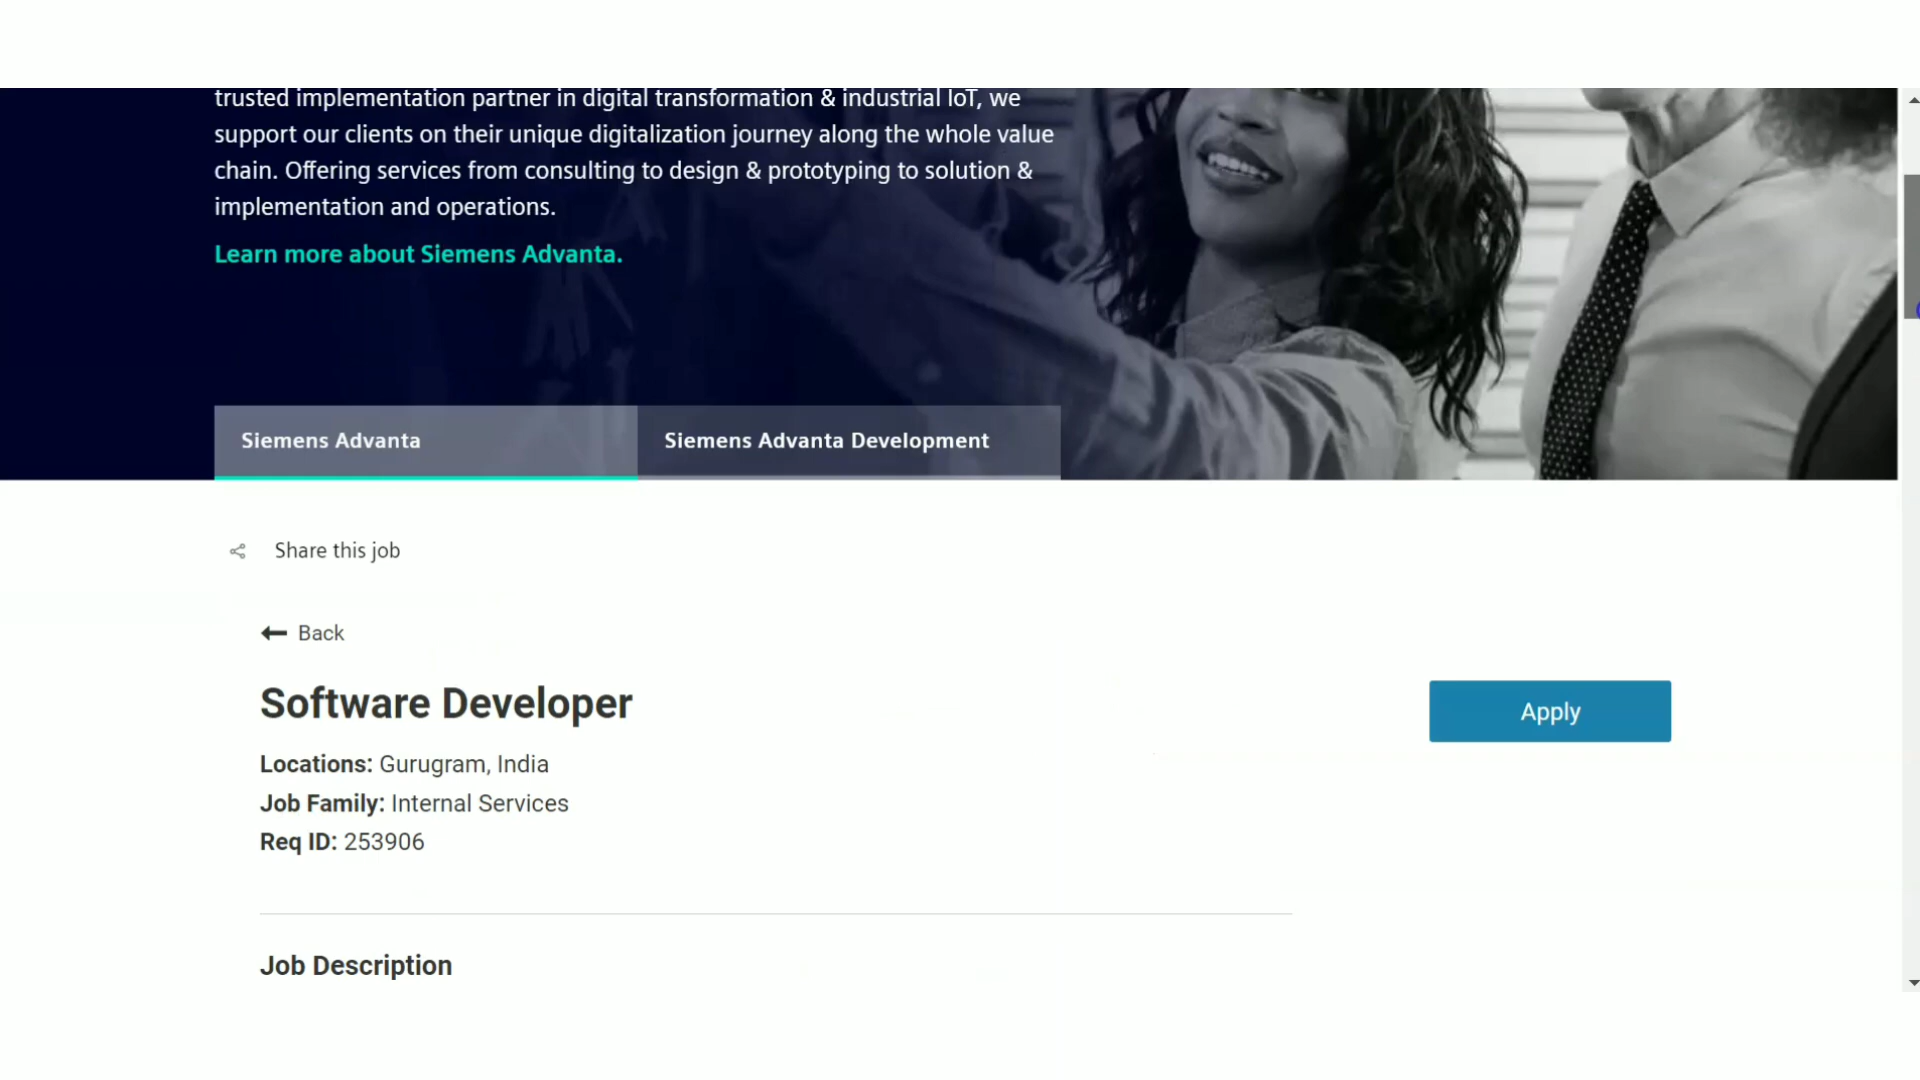 trusted implementation partner in digital transformation & industrial IoT, we
support our clients on their unique digitalization journey along the whole value
chain. Offering services from consulting to design & prototyping to solution &
implementation and operations.
Learn more about Siemens Advanta.
Siemens Advanta
Siemens Advanta Development
Share this job
Back
Software Developer
Apply
Locations: Gurugram, India
Job Family: Internal Services
Req ID: 253906
Job Description